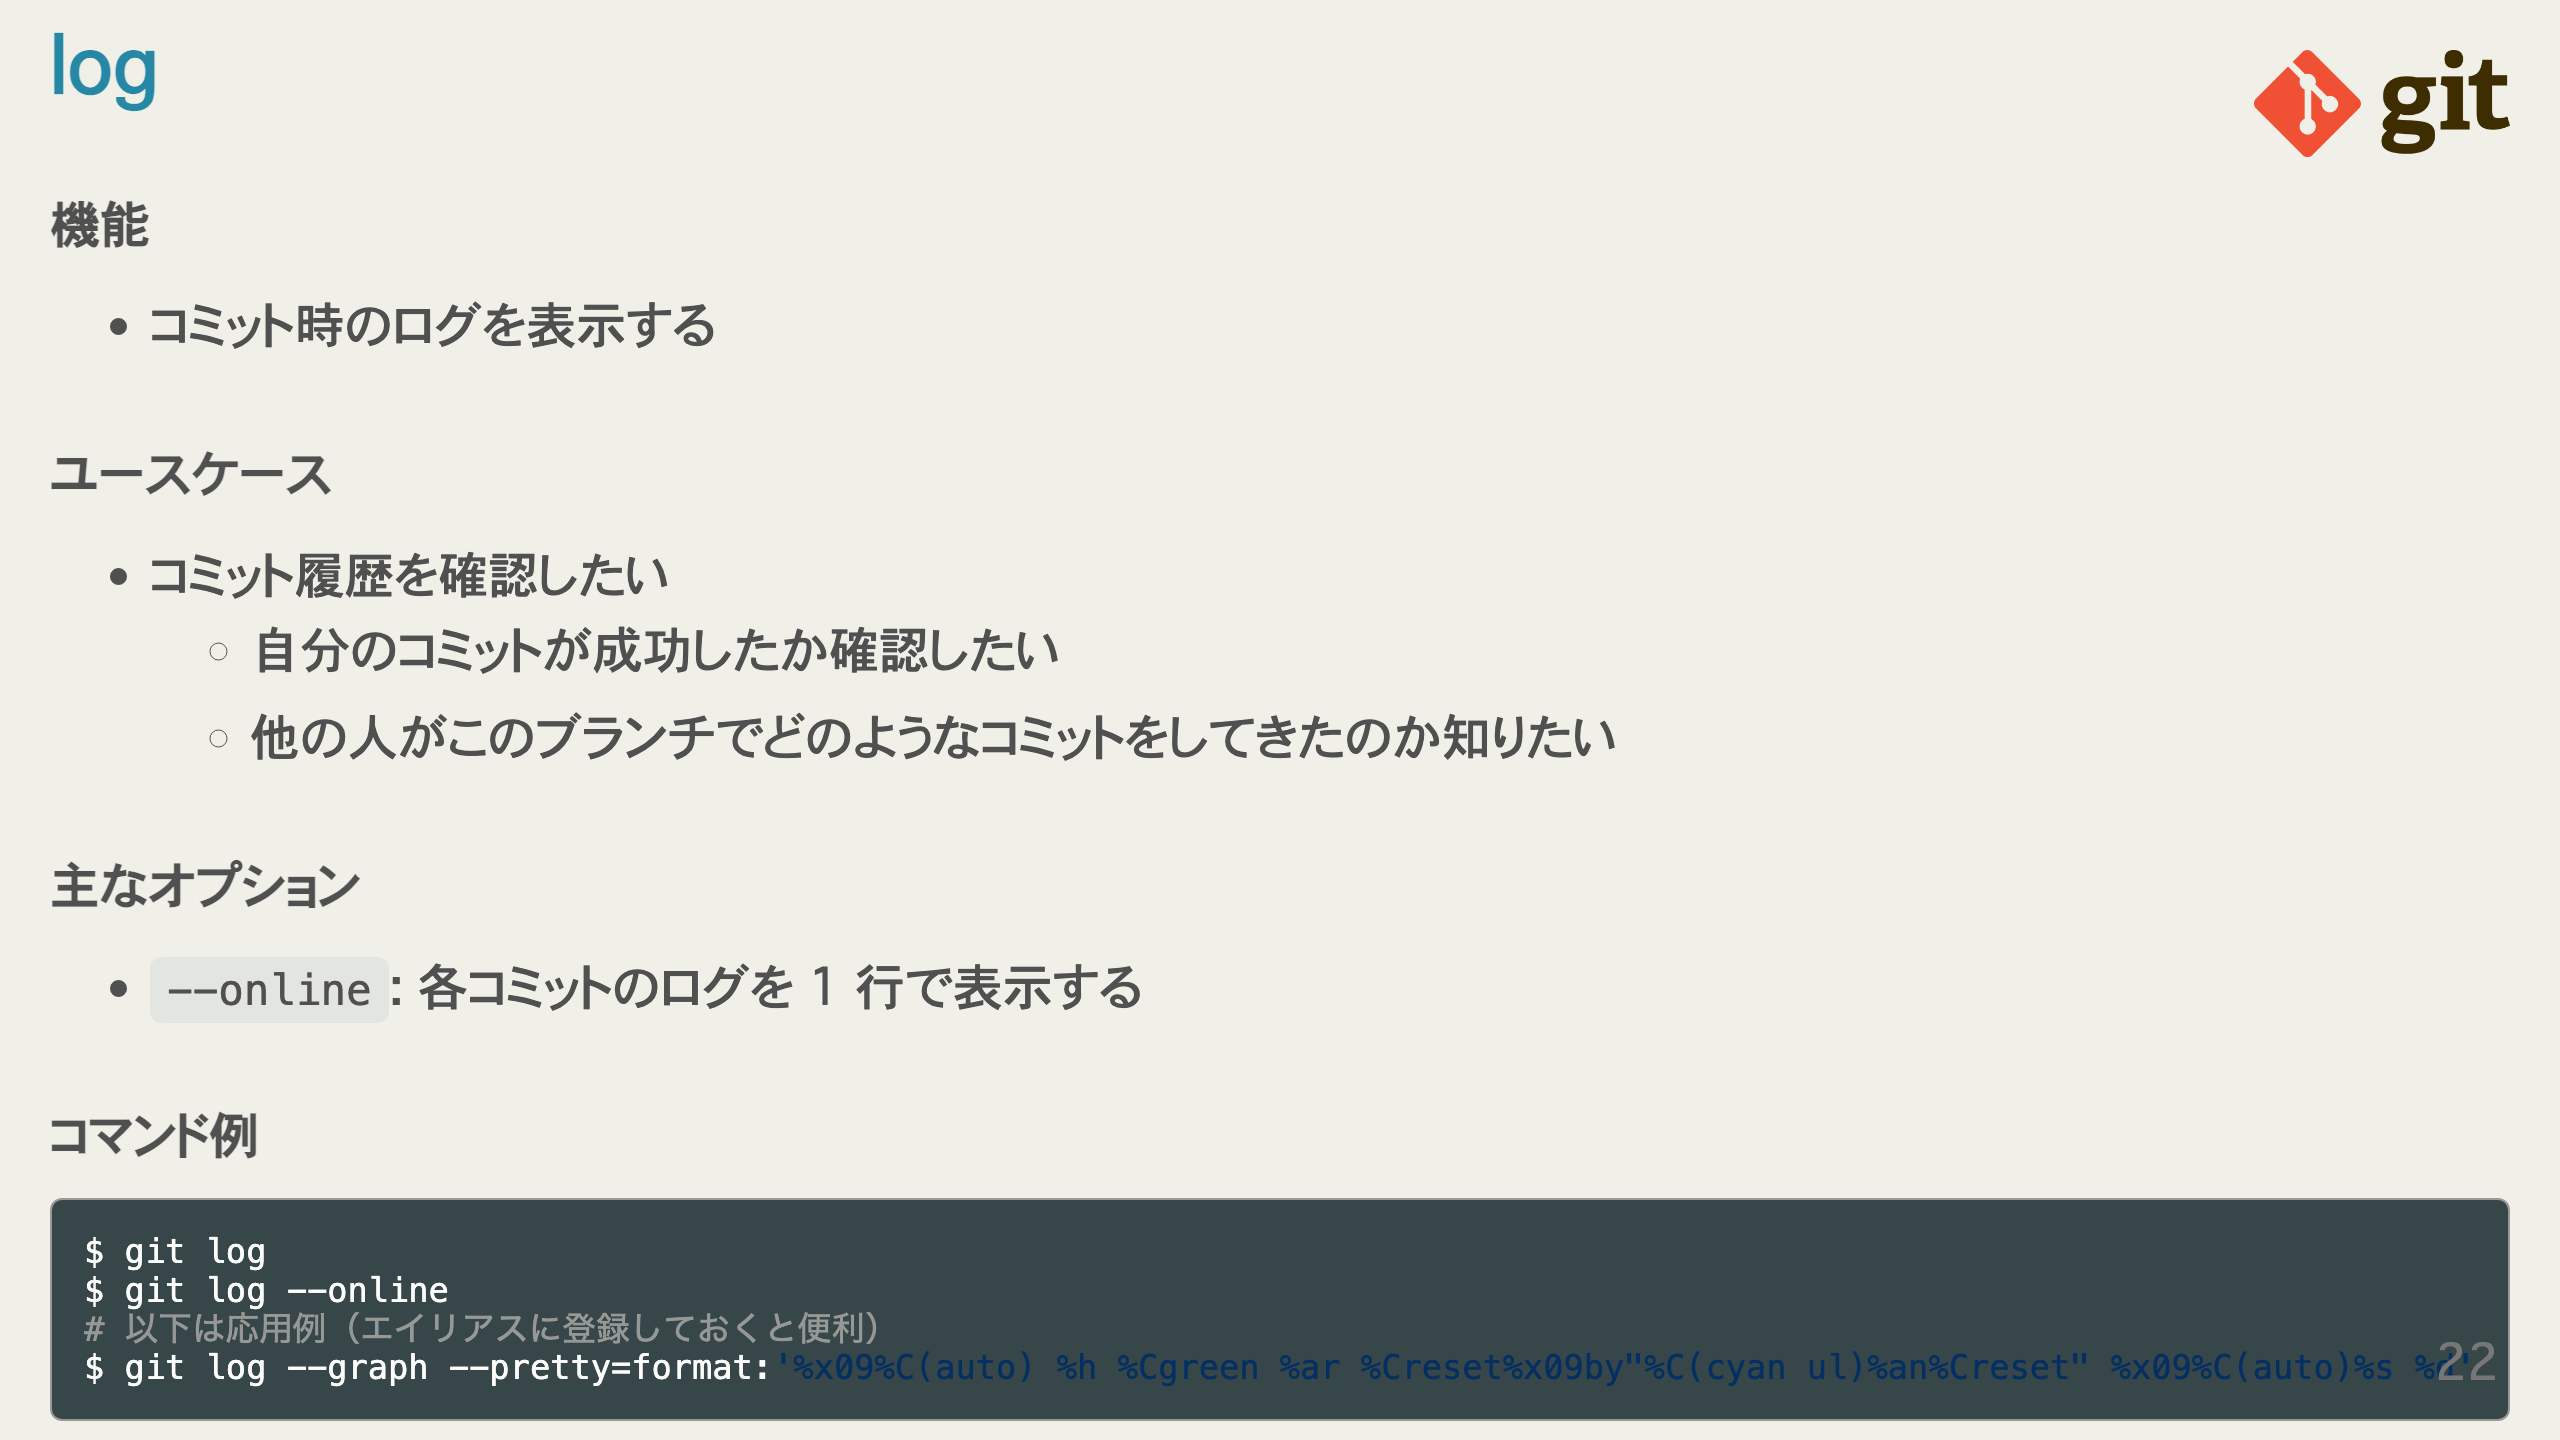 log
git
機能
コミット時のログを表示する
ユースケース
コミット履歴を確認したい
自分のコミットが成功したか確認したい
他の人がこのブランチでどのようなコミットをしてきたのか知りたい
主なオプション
--online : 各コミットのログを 1 行で表示する
コマンド例
$ git log
$ git log --online
# 以下は応用例（エイリアスに登録しておくと便利）
$ git log --graph --pretty=format:'%x09%C(auto) %h %Cgreen %ar %Creset%x09by"%C(cyan ul)%an%Creset" %x09%C(auto)%s %d'
22